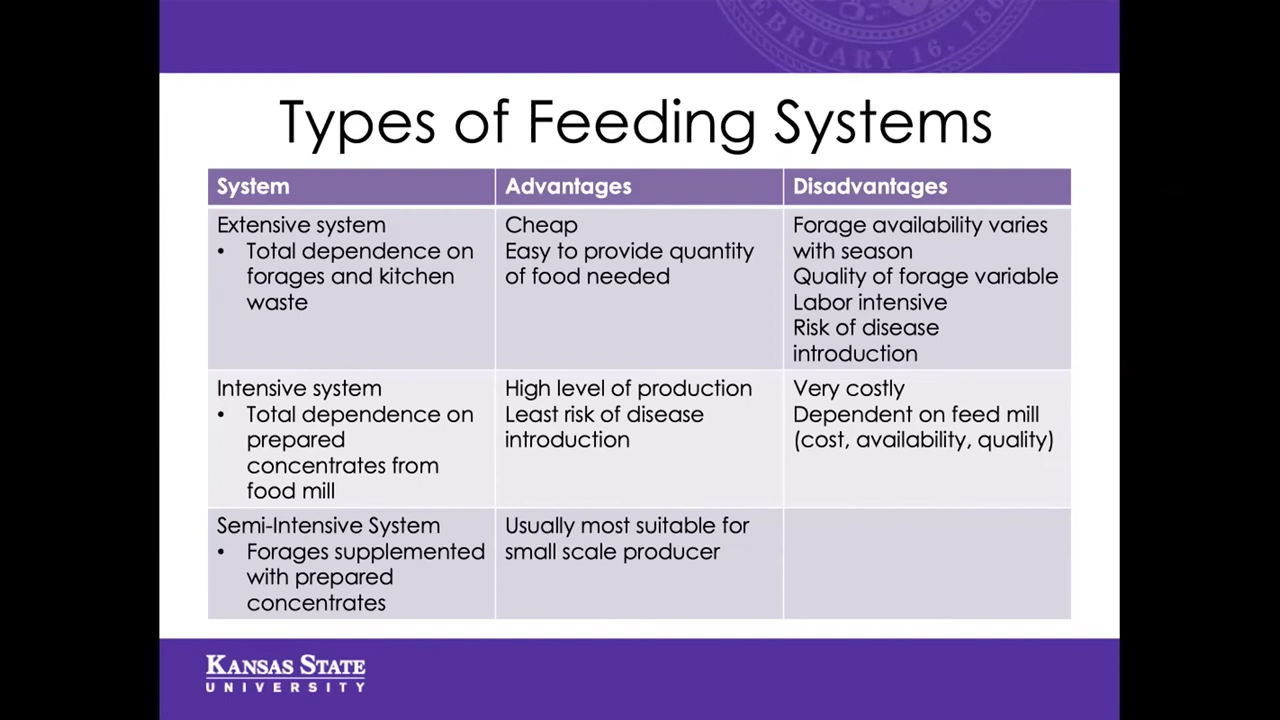 FEBRUARY 16, 186
Types of Feeding Systems
System
Advantages
Disadvantages
Extensive system
• Total dependence on
forages and kitchen
waste
Cheap
Easy to provide quantity
of food needed
Forage availability varies
with season
Quality of forage variable
Labor intensive
Risk of disease
introduction
Intensive system
• Total dependence on
prepared
concentrates from
food mill
High level of production
Least risk of disease
introduction
Very costly
Dependent on feed mill
(cost, availability, quality)
Semi-Intensive System
• Forages supplemented
with prepared
concentrates
Usually most suitable for
small scale producer
KANSAS STATE
UNIVERSITY